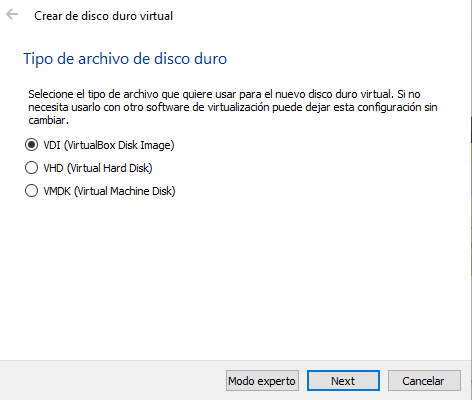 Crear de disco duro virtual
Tipo de archivo de disco duro
Selecione el tipo de archivo que quiere usar para el nuevo disco duro virtual. Si no
necesita usarlo con otro software de virtualización puede dejar esta configuración sin
cambiar.
VDI (VirtualBox Disk Image)
VHD (Virtual Hard Disk)
VMDK (Virtual Machine Disk)
Modo experto Next Cancelar